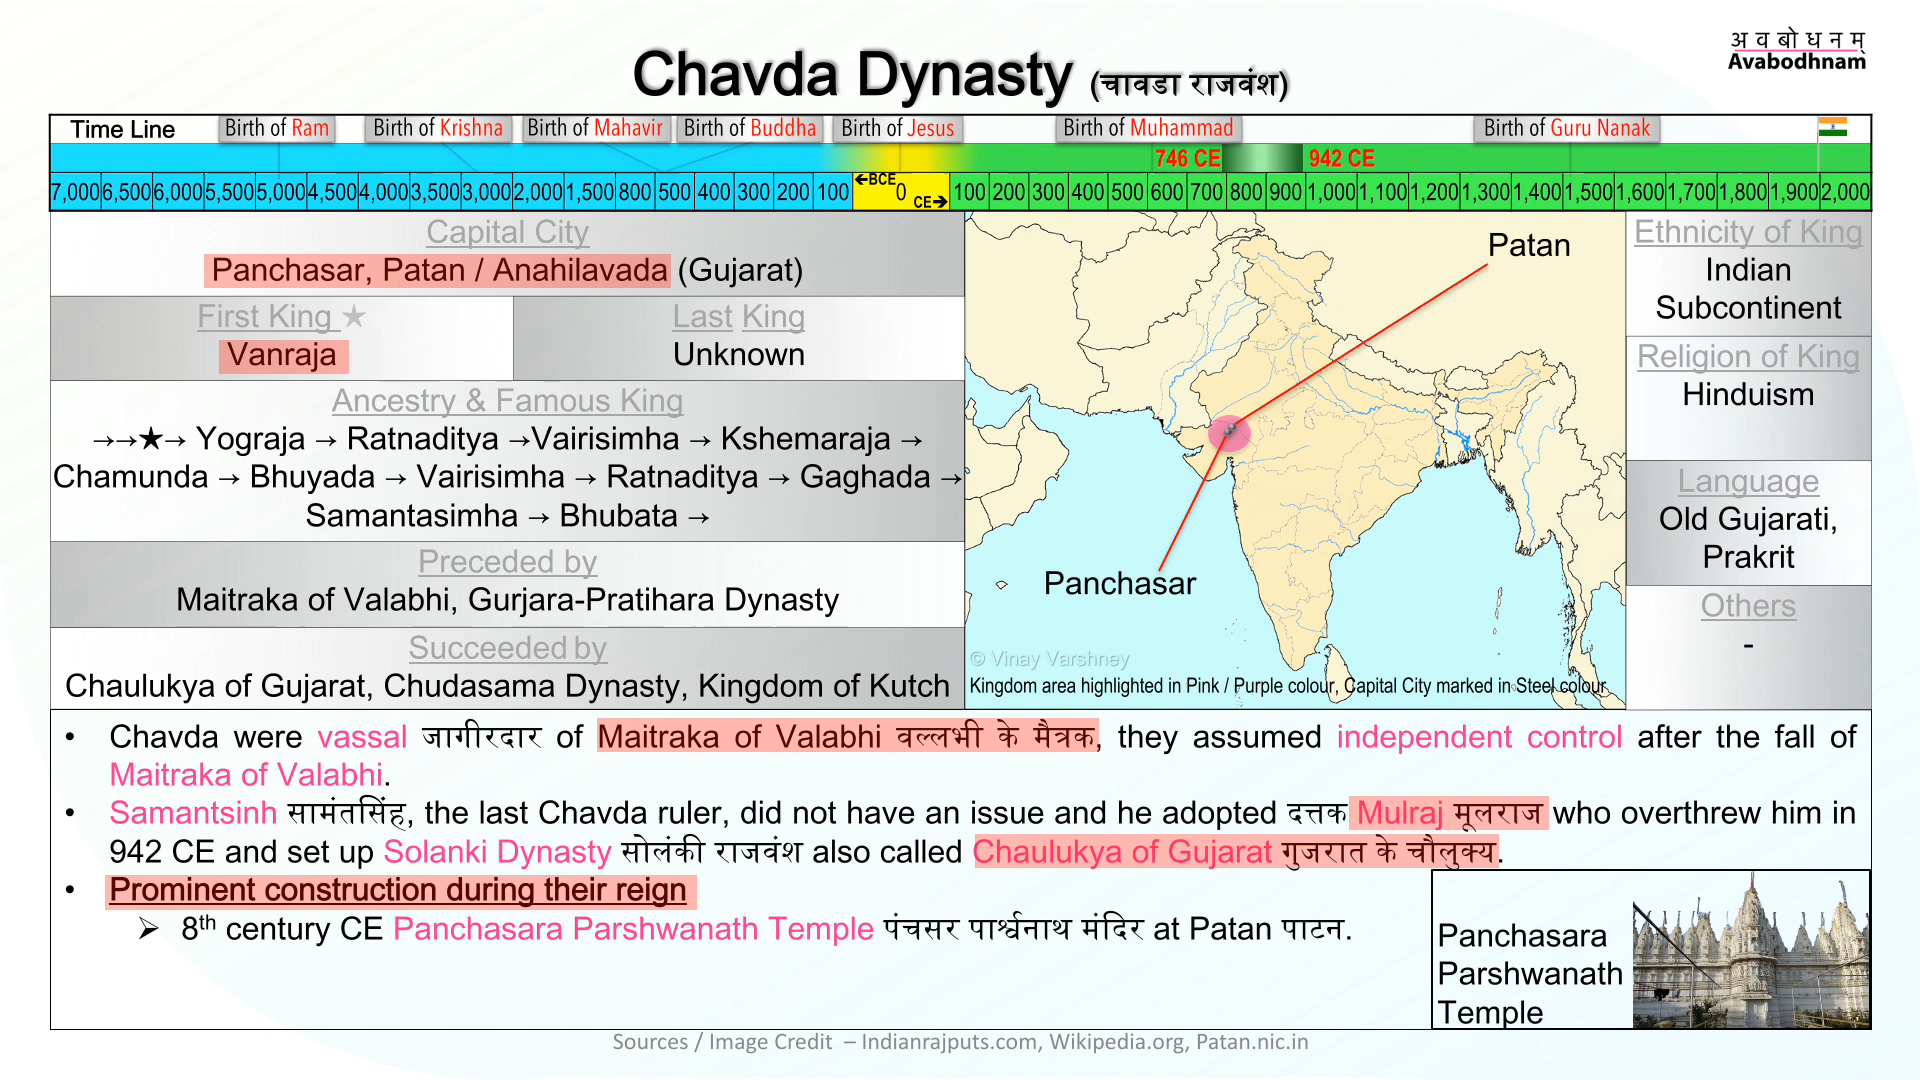 अ व बो ध न म्
Avabodhnam
Chavda Dynasty (चावडा राजवंश)
Time Line
Birth of Ram
Birth of Krishna
Birth of Mahavir
Birth of Buddha
Birth of Jesus
Birth of Muhammad
Birth of Guru Nanak
746 CE
942 CE
7,000 6,500 6,000 5,500 5,000 4,500 4,000 3,500 3,000 2,000 1,500 800 500 400 300 200 100 ←BCE 0 CE→ 100 200 300 400 500 600 700 800 900 1,000 1,100 1,200 1,300 1,400 1,500 1,600 1,700 1,800 1,900 2,000
Capital City
Panchasar, Patan / Anahilavada (Gujarat)
First King ★
Vanraja
Last King
Unknown
Ancestry & Famous King
→→★→ Yograja → Ratnaditya →Vairisimha → Kshemaraja →
Chamunda → Bhuyada → Vairisimha → Ratnaditya → Gaghada →
Samantasimha → Bhubata →
Preceded by
Maitraka of Valabhi, Gurjara-Pratihara Dynasty
Succeeded by
Chaulukya of Gujarat, Chudasama Dynasty, Kingdom of Kutch
Patan
Panchasar
© Vinay Varshney
Kingdom area highlighted in Pink / Purple colour, Capital City marked in Steel colour
Ethnicity of King
Indian
Subcontinent
Religion of King
Hinduism
Language
Old Gujarati,
Prakrit
Others
-
• Chavda were vassal जागीरदार of Maitraka of Valabhi वल्लभी के मैत्रक, they assumed independent control after the fall of
Maitraka of Valabhi.
• Samantsinh सामंतसिंह, the last Chavda ruler, did not have an issue and he adopted दत्तक Mulraj मूलराज who overthrew him in
942 CE and set up Solanki Dynasty सोलंकी राजवंश also called Chaulukya of Gujarat गुजरात के चौलुक्य.
• Prominent construction during their reign
➢ 8th century CE Panchasara Parshwanath Temple पंचसर पार्श्वनाथ मंदिर at Patan पाटन.
Panchasara
Parshwanath
Temple
Sources / Image Credit – Indianrajputs.com, Wikipedia.org, Patan.nic.in